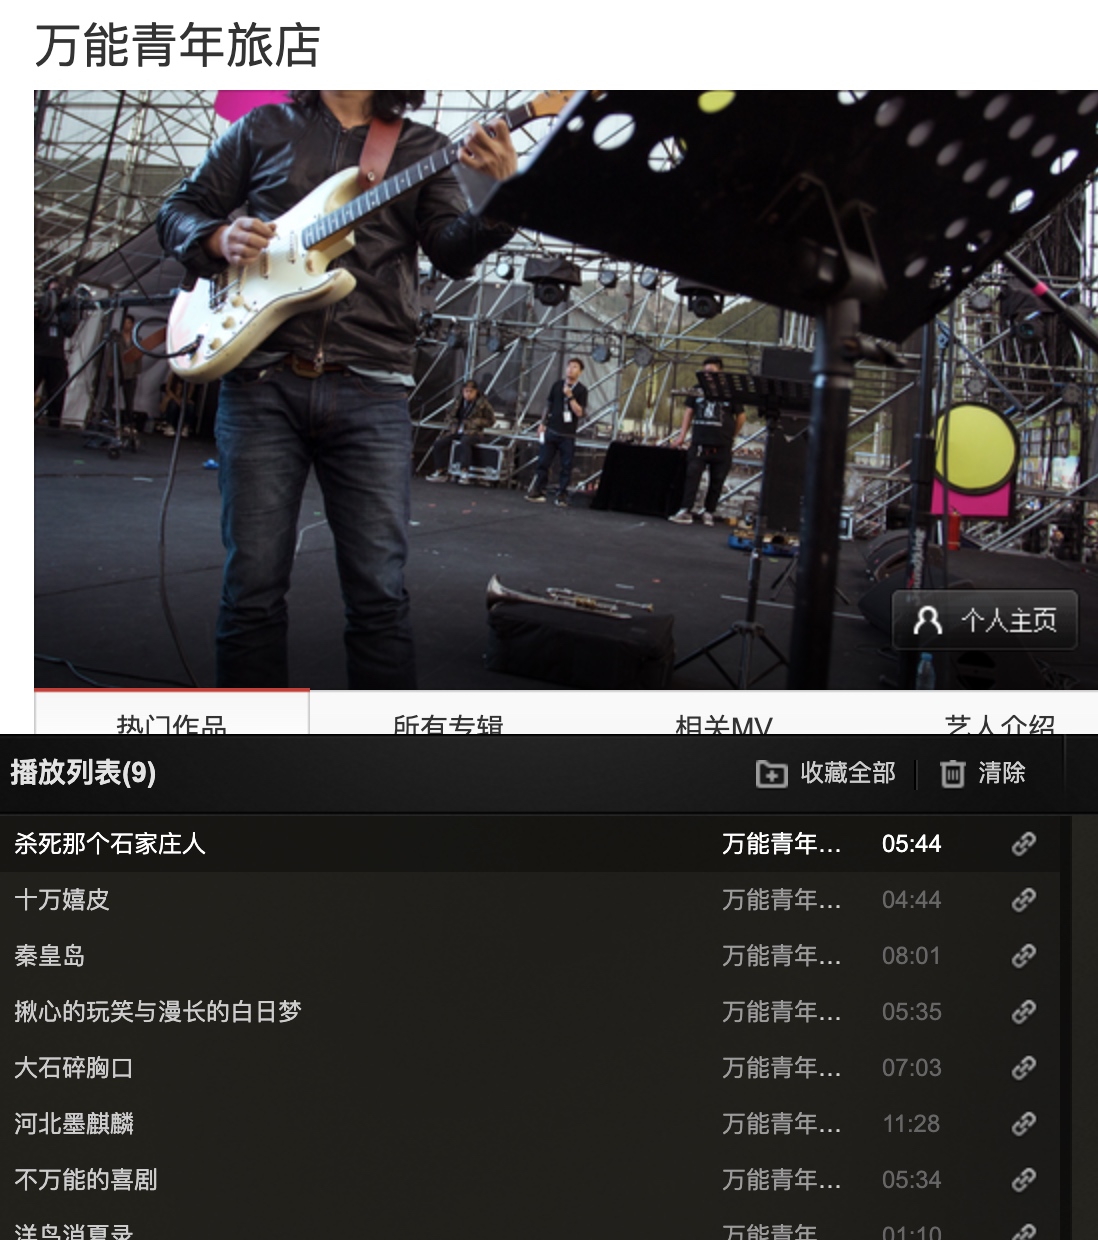 万能青年旅店
个人主页
热门作品 所有专辑 相关MV 艺人介绍
播放列表(9) 收藏全部 清除
杀死那个石家庄人 万能青年... 05:44
十万嬉皮 万能青年... 04:44
秦皇岛 万能青年... 08:01
揪心的玩笑与漫长的白日梦 万能青年... 05:35
大石碎胸口 万能青年... 07:03
河北墨麒麟 万能青年... 11:28
不万能的喜剧 万能青年... 05:34
洋鸟消夏录 万能青年... 01:10